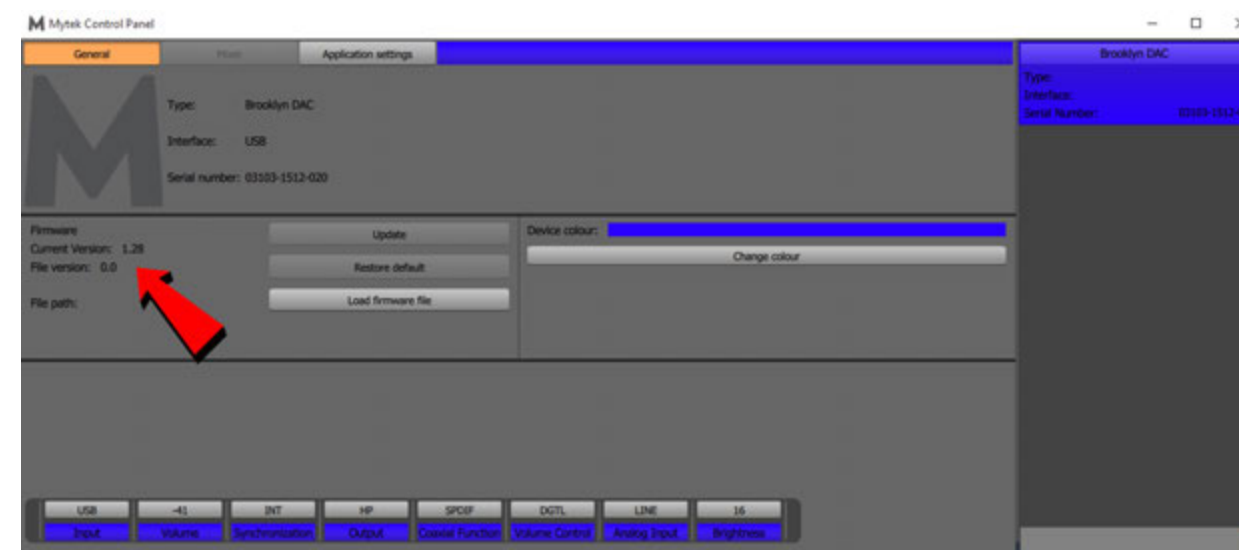 Mytek Control Panel
General
Mixer
Application settings
Brooklyn DAC
Type:
Interface:
Serial Number:
Type: Brooklyn DAC
Interface: USB
Serial number: 03103-1512-020
Firmware
Current Version: 1.28
File version: 0.0
File path:
Update
Restore default
Load firmware file
Device colour:
Change colour
USB -41 INT HP SPDIF DGTL LINE 16
Input Volume Synchronization Output Coaxial Function Volume Control Analog Input Brightness